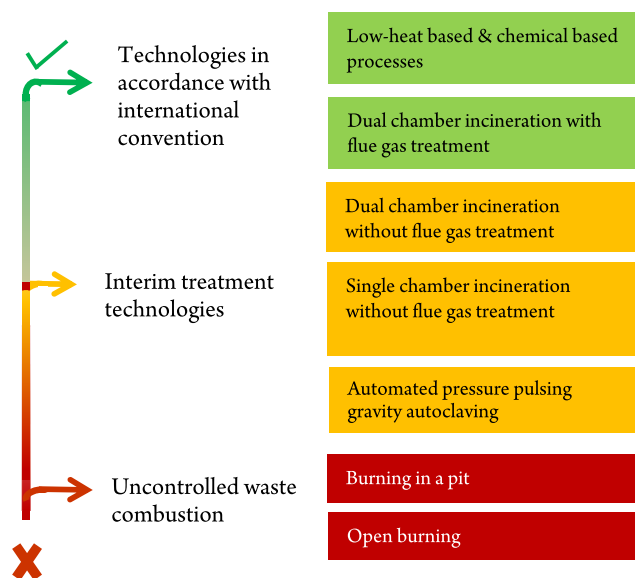 Technologies in
accordance with
international
convention
Low-heat based & chemical based
processes
Dual chamber incineration with
flue gas treatment
Interim treatment
technologies
Dual chamber incineration
without flue gas treatment
Single chamber incineration
without flue gas treatment
Automated pressure pulsing
gravity autoclaving
Uncontrolled waste
combustion
Burning in a pit
Open burning